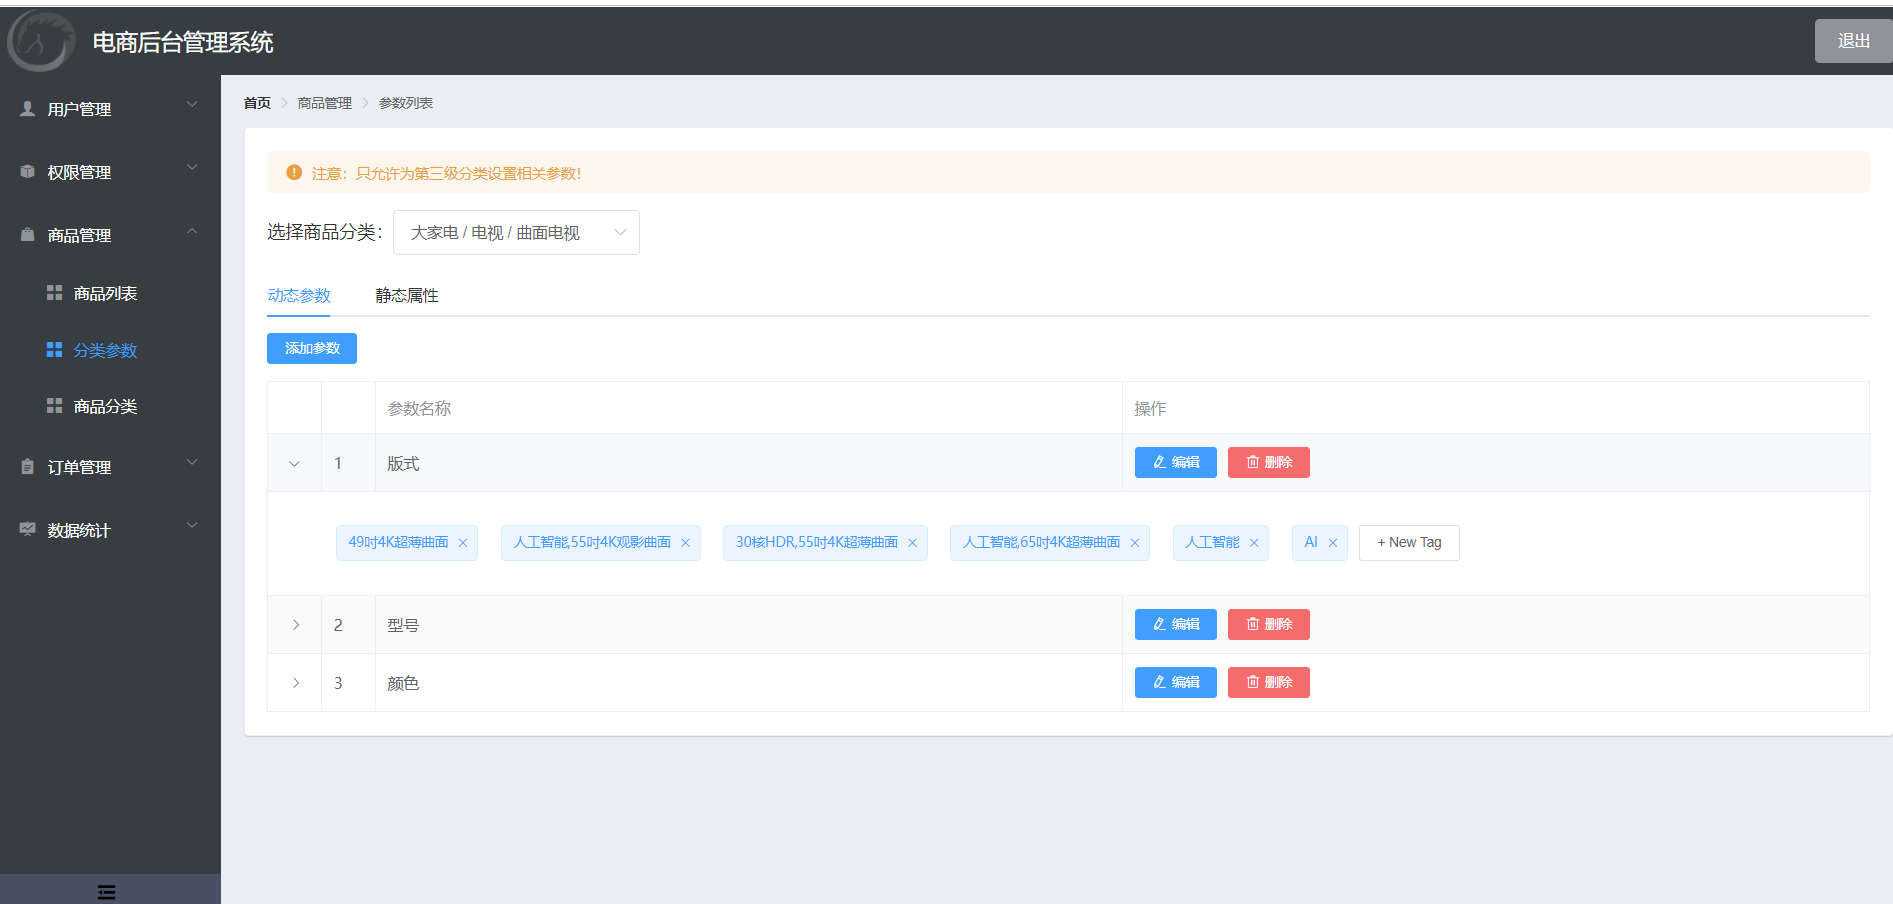 电商后台管理系统
退出
用户管理
权限管理
商品管理
商品列表
分类参数
商品分类
订单管理
数据统计
首页 > 商品管理 > 参数列表
注意：只允许为第三级分类设置相关参数！
选择商品分类： 大家电 / 电视 / 曲面电视
动态参数 静态属性
添加参数
参数名称 操作
1 版式 编辑 删除
49吋4K超薄曲面 人工智能,55吋4K观影曲面 30核HDR,55吋4K超薄曲面 人工智能,65吋4K超薄曲面 人工智能 AI + New Tag
2 型号 编辑 删除
3 颜色 编辑 删除